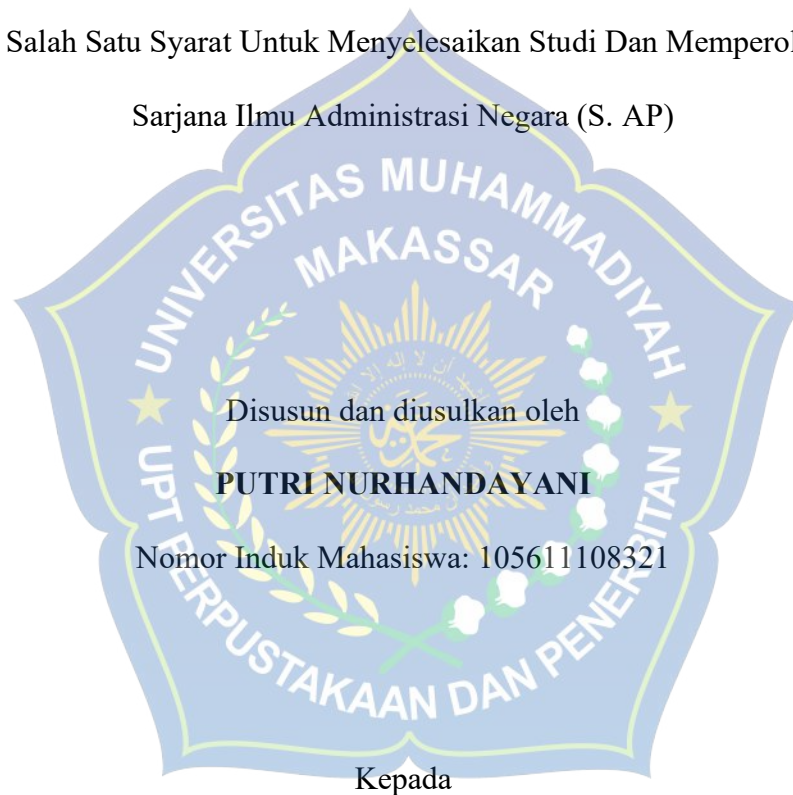 Salah Satu Syarat Untuk Menyelesaikan Studi Dan Memperol
Sarjana Ilmu Administrasi Negara (S. AP)
UNIVERSITAS MUHAMMADIYAH
MAKASSAR
Disusun dan diusulkan oleh
PUTRI NURHANDAYANI
Nomor Induk Mahasiswa: 105611108321
UPT PERPUSTAKAAN DAN PENERBITAN
Kepada